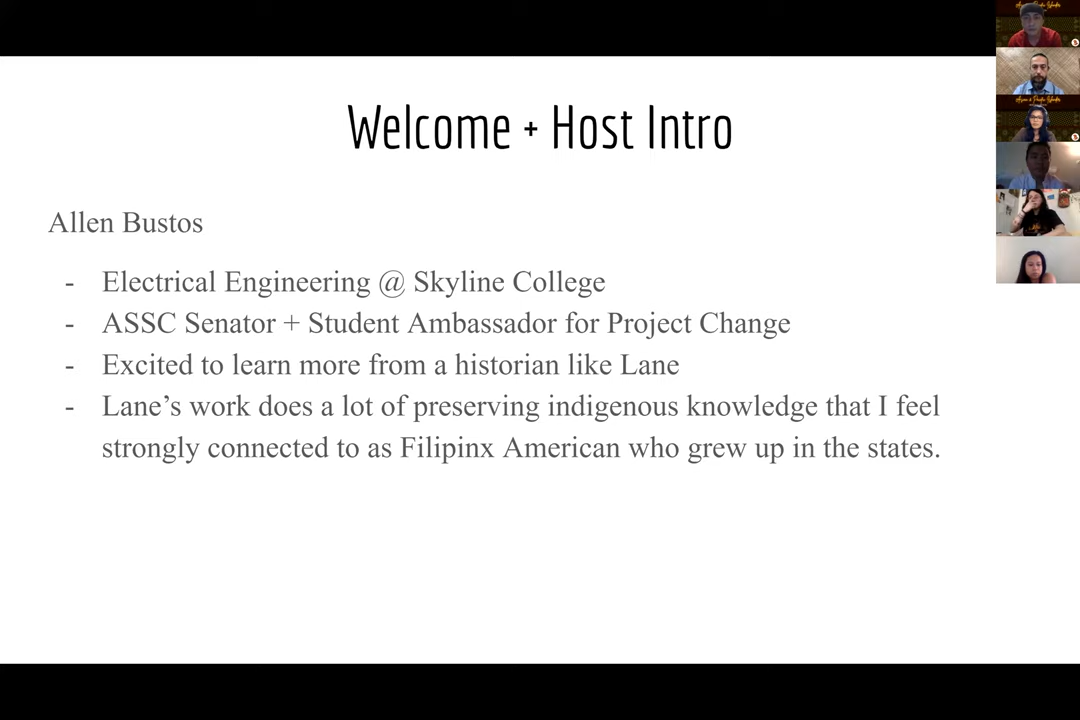 Welcome + Host Intro
Allen Bustos
- Electrical Engineering @ Skyline College
- ASSC Senator + Student Ambassador for Project Change
- Excited to learn more from a historian like Lane
- Lane’s work does a lot of preserving indigenous knowledge that I feel
strongly connected to as Filipinx American who grew up in the states.